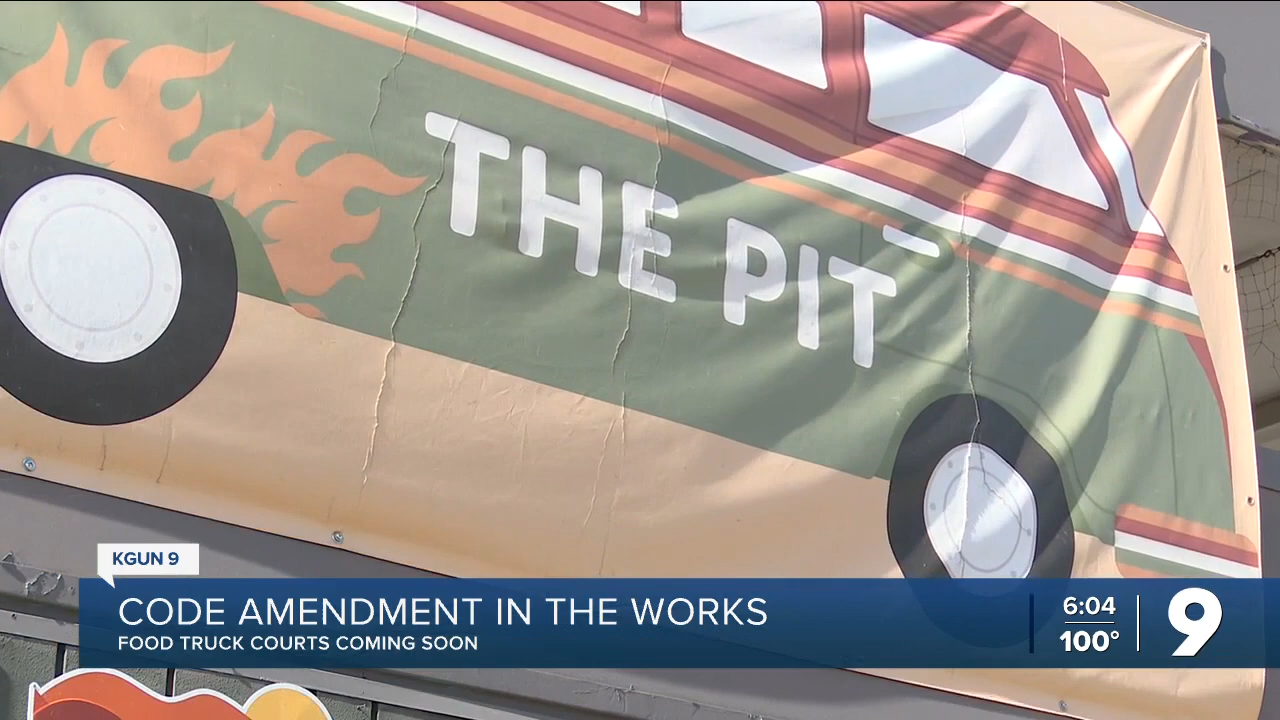 THE PIT
KGUN 9
CODE AMENDMENT IN THE WORKS
FOOD TRUCK COURTS COMING SOON
6:04
100°
9